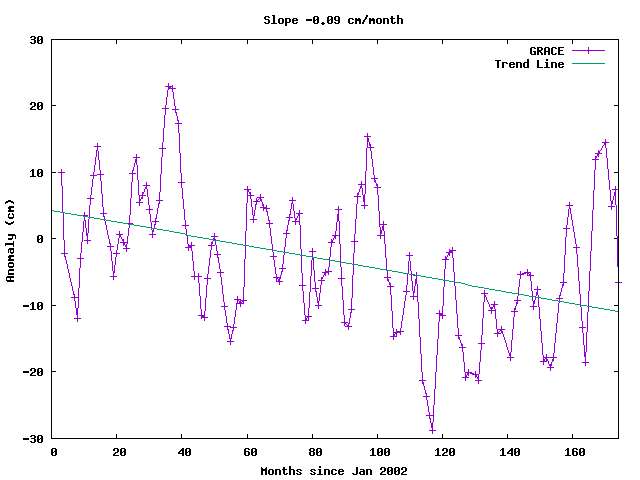 Slope -0.09 cm/month
GRACE
Trend Line
30
20
10
0
-10
-20
-30
Anomaly (cm)
0 20 40 60 80 100 120 140 160
Months since Jan 2002